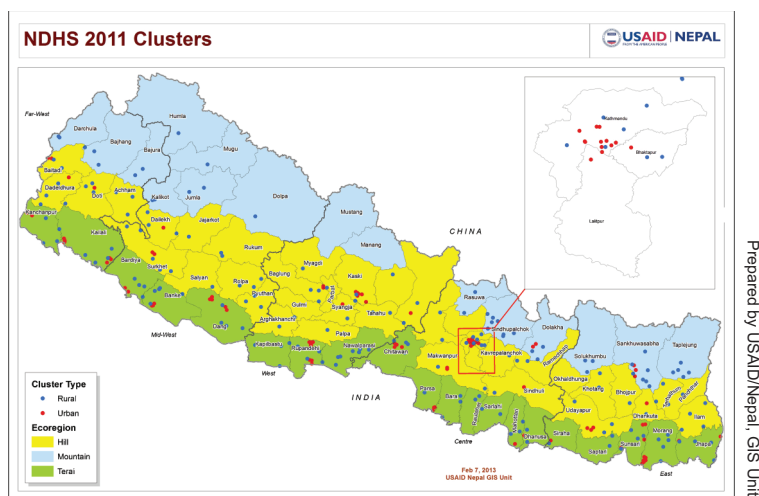 NDHS 2011 Clusters
USAID NEPAL
FROM THE AMERICAN PEOPLE
Far-West
Darchula
Humla
Bajhang
Bajura
Mugu
Baitadi
Dadeldhura
Doti
Achham
Kalikot
Jumla
Dolpa
Mustang
Manang
CHINA
Kathmandu
Bhaktapur
Lalitpur
Kanchanpur
Kailali
Dailekh
Jajarkot
Bardiya
Surkhet
Rukum
Salyan
Rolpa
Banke
Dang
Pyuthan
Baglung
Myagdi
Kaski
Parbat
Gulmi
Syangja
Tanahu
Arghakhanchi
Palpa
Kapilbastu
Rupandehi
Nawalparasi
Chitawan
Mid-West
West
INDIA
Rasuwa
Sindhupalchok
Dolakha
Makwanpur
Kavrepalanchok
Ramechhap
Solukhumbu
Sankhuwasabha
Taplejung
Okhaldhunga
Khotang
Bhojpur
Terhathum
Panchthar
Sindhuli
Udayapur
Dhankuta
Ilam
Parsa
Bara
Rautahat
Sarlahi
Mahottari
Dhanusa
Siraha
Saptari
Sunsari
Morang
Jhapa
Centre
East
Cluster Type
Rural
Urban
Ecoregion
Hill
Mountain
Terai
Feb 7, 2013
USAID Nepal GIS Unit
Prepared by USAID/Nepal, GIS Unit